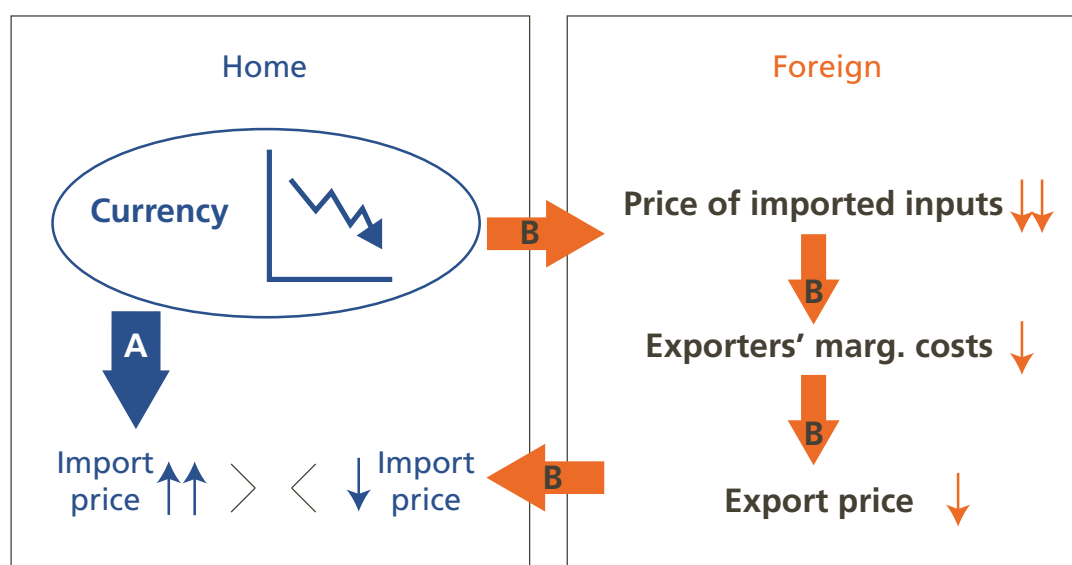 Home
Currency
A
Import
price
Import
price
B
Foreign
Price of imported inputs
B
Exporters’ marg. costs
B
Export price
B